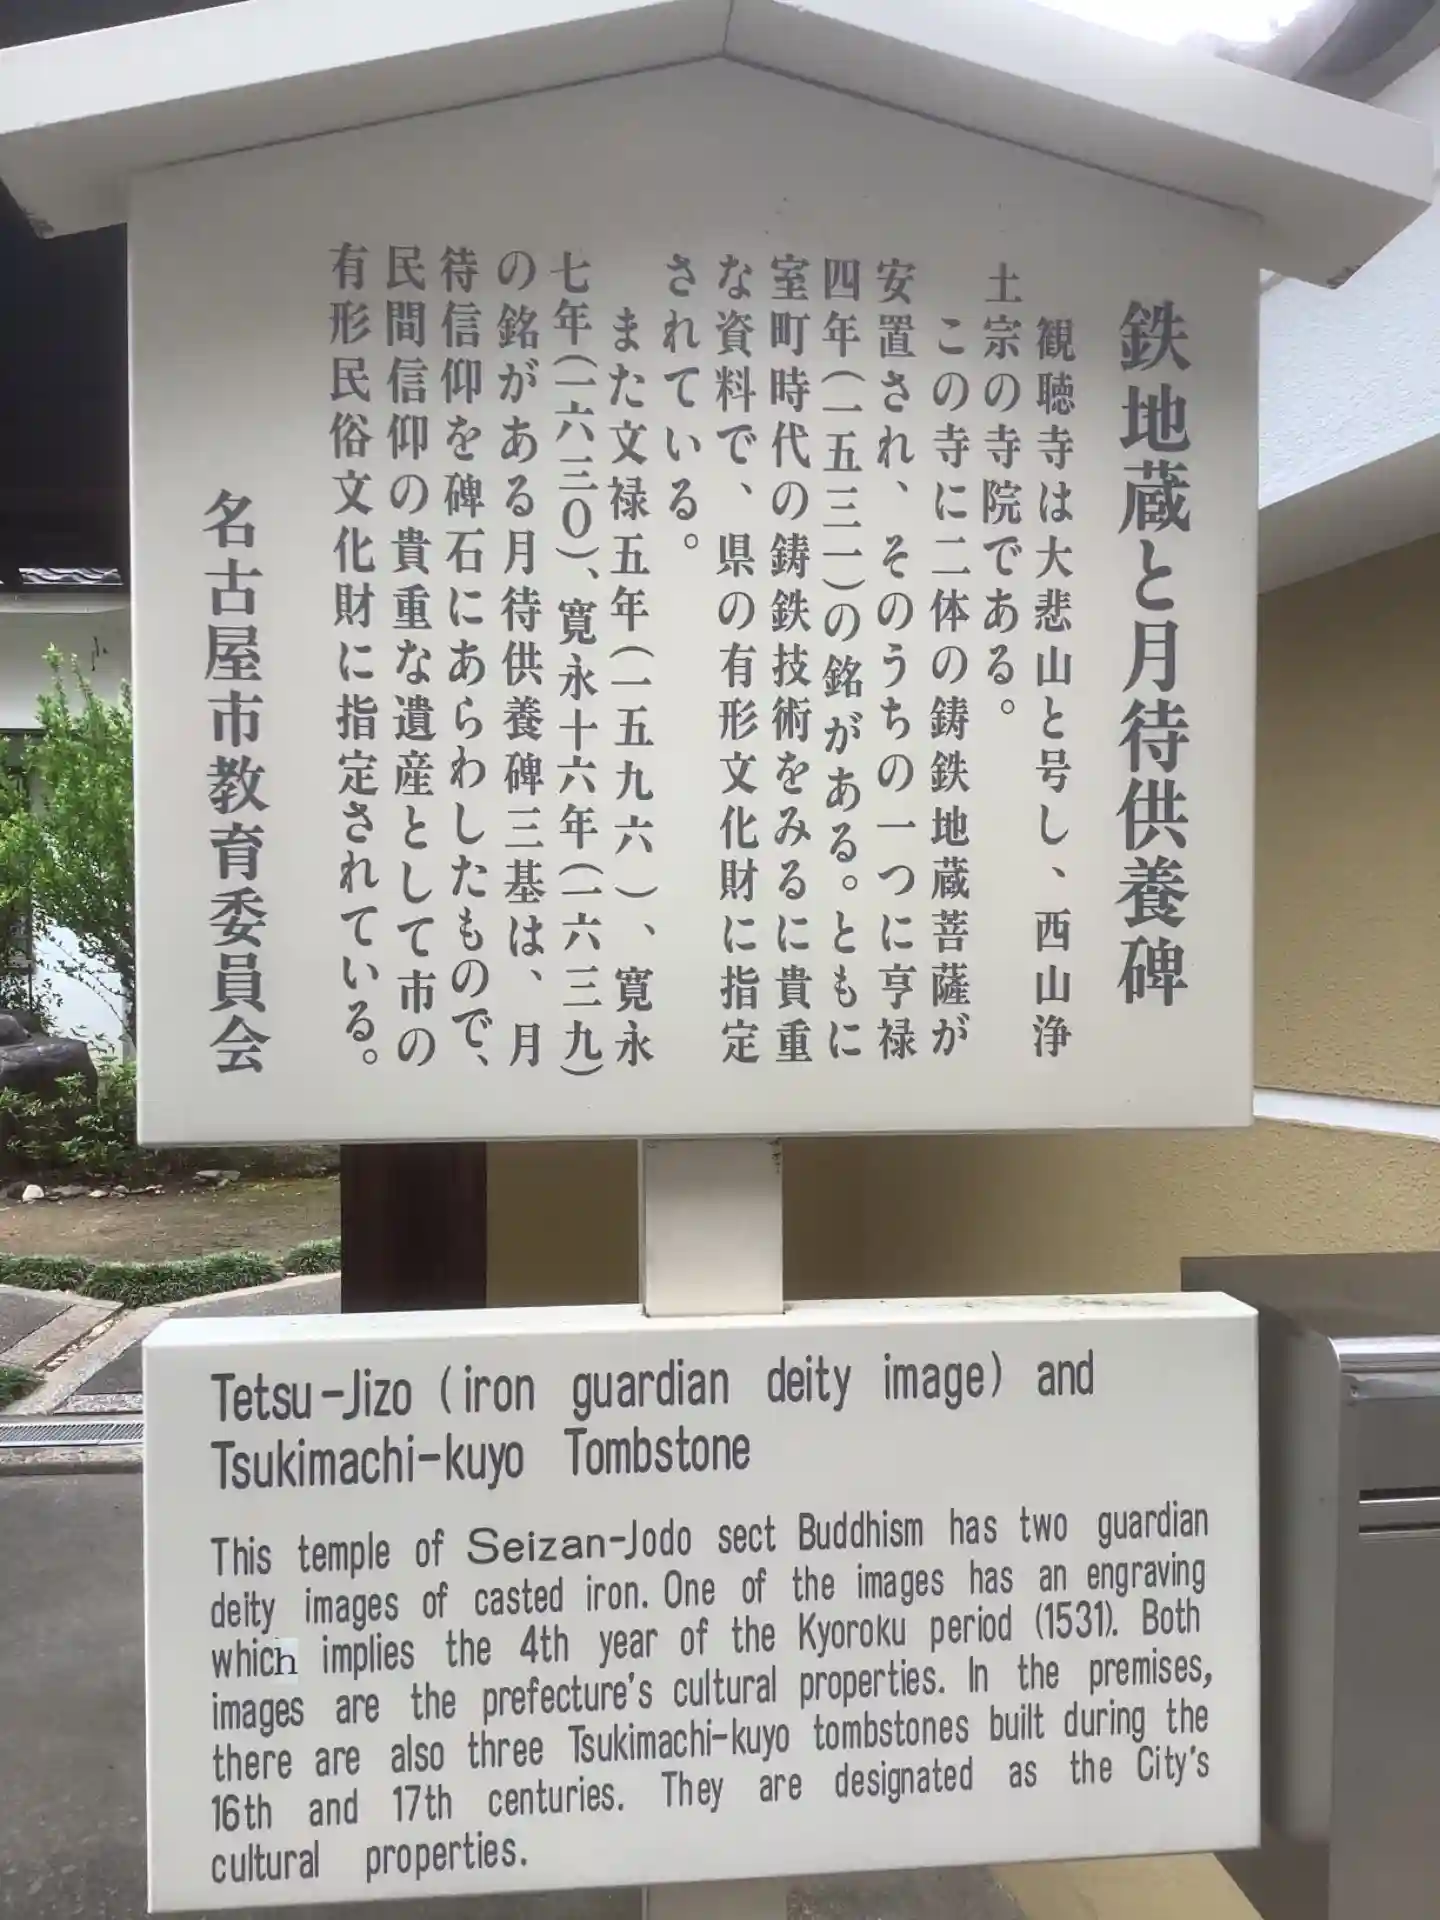 鉄地蔵と月待供養碑
観聴寺は大悲山と号し、西山浄
土宗の寺院である。
この寺に二体の鋳鉄地蔵菩薩が
安置され、そのうちの一つに亨禄
四年(一五三一)の銘がある。ともに
室町時代の鋳鉄技術をみるに貴重
な資料で、県の有形文化財に指定
されている。
また文禄五年(一五九六)、寛永
七年(一六三〇)、寛永十六年(一六三九)
の銘がある月待供養碑三基は、月
待信仰を碑石にあらわしたもので、
民間信仰の貴重な遺産として市の
有形民俗文化財に指定されている。
名古屋市教育委員会
Tetsu-Jizo (iron guardian deity image) and
Tsukimachi-kuyo Tombstone
This temple of Seizan-Jodo sect Buddhism has two guardian
deity images of casted iron. One of the images has an engraving
which implies the 4th year of the Kyoroku period (1531). Both
images are the prefecture's cultural properties. In the premises,
there are also three Tsukimachi-kuyo tombstones built during the
16th and 17th centuries. They are designated as the City's
cultural properties.